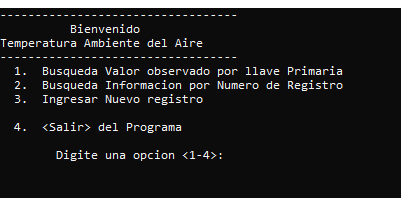 ----------------------------------
Bienvenido
Temperatura Ambiente del Aire
----------------------------------
1. Busqueda Valor observado por llave Primaria
2. Busqueda Informacion por Numero de Registro
3. Ingresar Nuevo registro
4. <Salir> del Programa
Digite una opcion <1-4>: